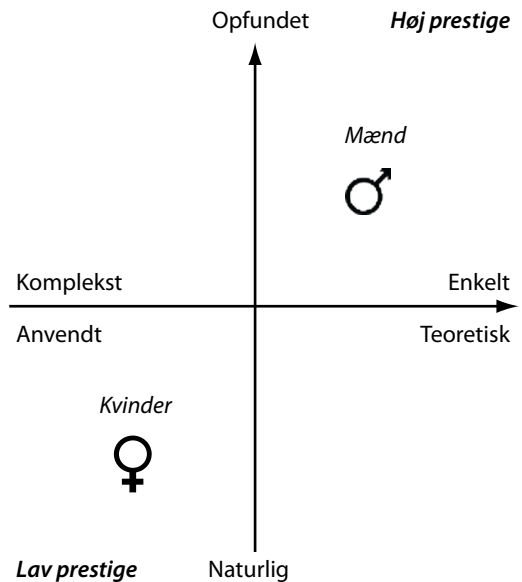 Opfundet
Høj prestige
Mænd
Komplekst
Enkelt
Anvendt
Teoretisk
Kvinder
Lav prestige
Naturlig